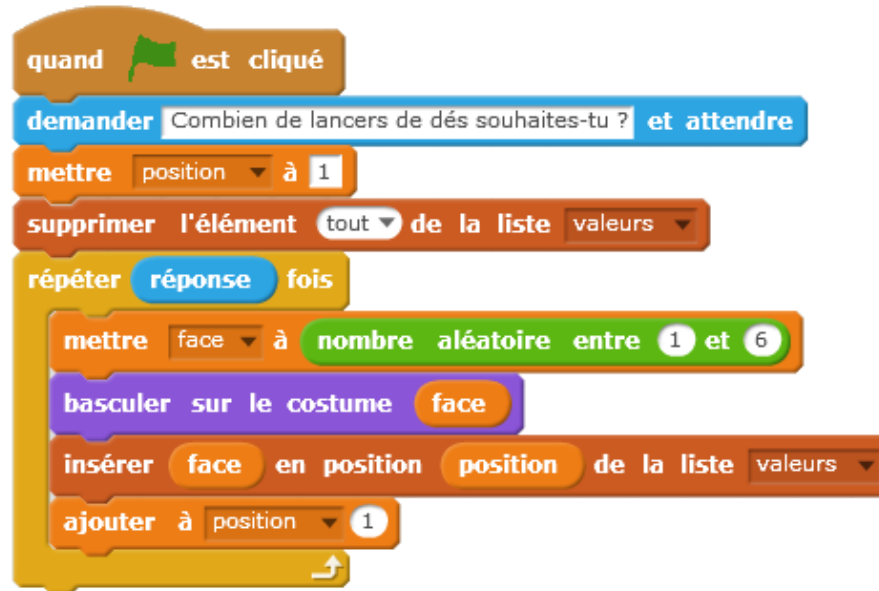 quand est cliqué
demander Combien de lancers de dés souhaites-tu ? et attendre
mettre position à 1
supprimer l'élément tout de la liste valeurs
répéter réponse fois
mettre face à nombre aléatoire entre 1 et 6
basculer sur le costume face
insérer face en position position de la liste valeurs
ajouter à position 1